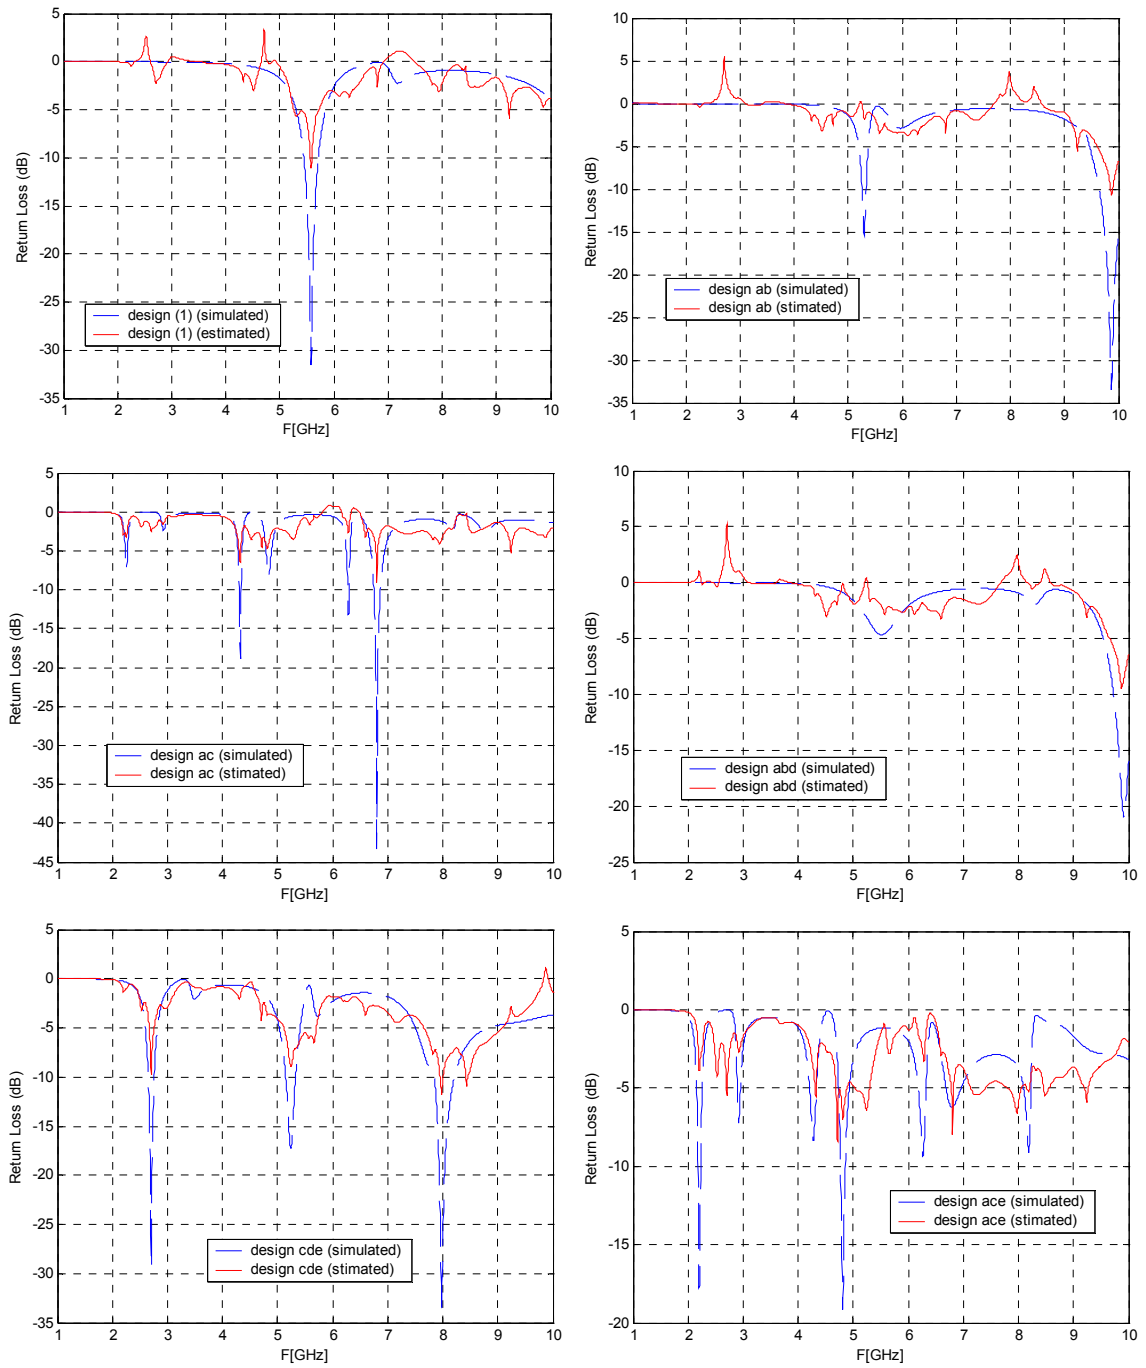 5
0
-5
-10
-15
-20
-25
-30
-35
Return Loss (dB)
design (1) (simulated)
design (1) (estimated)
1 2 3 4 5 6 7 8 9 10
F[GHz]
10
5
0
-5
-10
-15
-20
-25
-30
-35
Return Loss (dB)
design ab (simulated)
design ab (stimated)
1 2 3 4 5 6 7 8 9 10
F[GHz]
5
0
-5
-10
-15
-20
-25
-30
-35
-40
-45
Return Loss (dB)
design ac (simulated)
design ac (stimated)
1 2 3 4 5 6 7 8 9 10
F[GHz]
10
5
0
-5
-10
-15
-20
-25
Return Loss (dB)
design abd (simulated)
design abd (stimated)
1 2 3 4 5 6 7 8 9 10
F[GHz]
5
0
-5
-10
-15
-20
-25
-30
-35
Return Loss (dB)
design cde (simulated)
design cde (stimated)
1 2 3 4 5 6 7 8 9 10
F[GHz]
5
0
-5
-10
-15
-20
Return Loss (dB)
design ace (simulated)
design ace (stimated)
1 2 3 4 5 6 7 8 9 10
F[GHz]